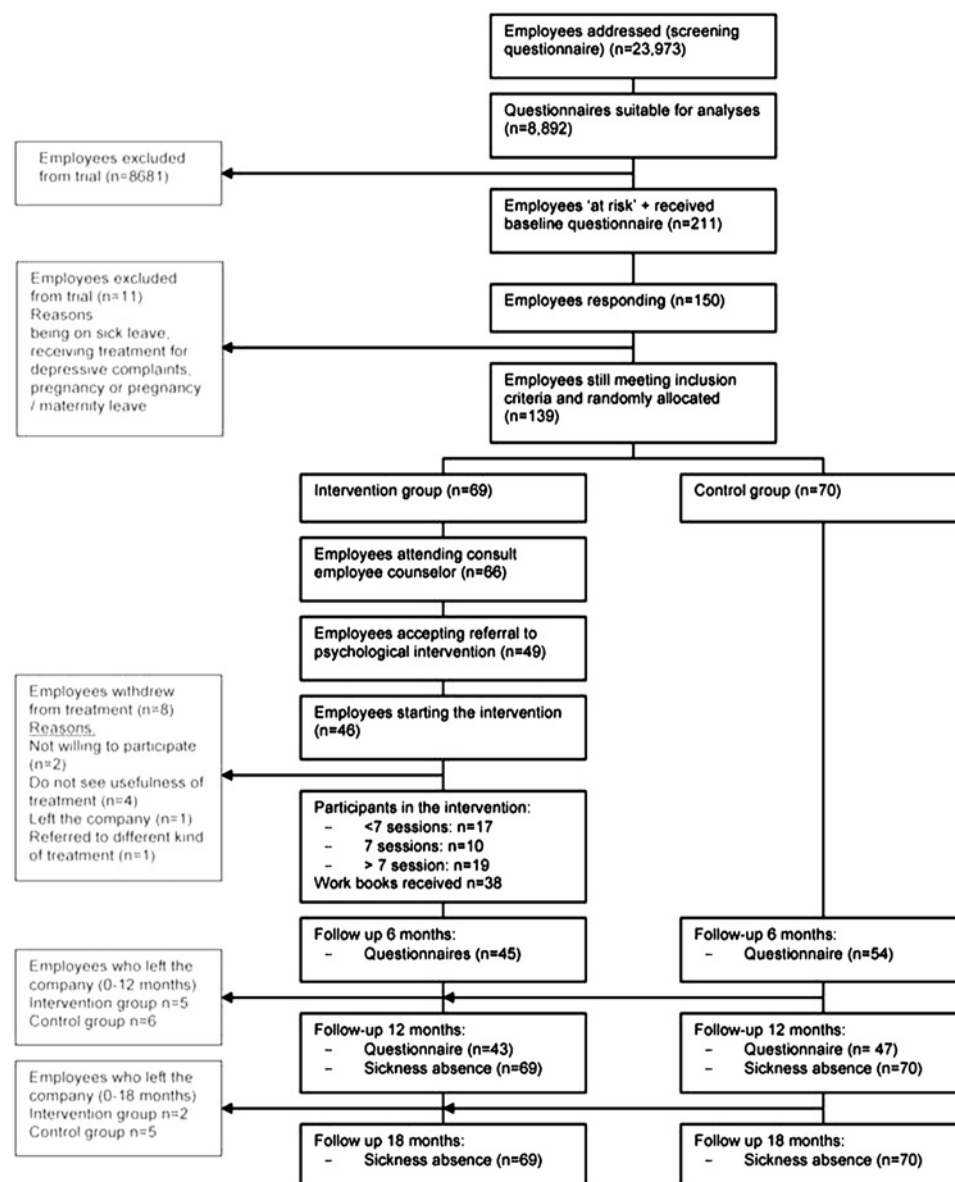 Employees addressed (screening
questionnaire) (n=23,973)
Questionnaires suitable for analyses
(n=8,892)
Employees excluded
from trial (n=8681)
Employees 'at risk' + received
baseline questionnaire (n=211)
Employees excluded
from trial (n=11)
Reasons
being on sick leave,
receiving treatment for
depressive complaints,
pregnancy or pregnancy
/ maternity leave
Employees responding (n=150)
Employees still meeting inclusion
criteria and randomly allocated
(n=139)
Intervention group (n=69)
Control group (n=70)
Employees attending consult
employee counselor (n=66)
Employees accepting referral to
psychological intervention (n=49)
Employees starting the intervention
(n=46)
Employees withdrew
from treatment (n=8)
Reasons.
Not willing to participate
(n=2)
Do not see usefulness of
treatment (n=4)
Left the company (n=1)
Referred to different kind
of treatment (n=1)
Participants in the intervention:
- <7 sessions: n=17
- 7 sessions: n=10
- > 7 session: n=19
Work books received n=38
Follow up 6 months:
- Questionnaires (n=45)
Follow-up 6 months:
- Questionnaire (n=54)
Employees who left the
company (0-12 months)
Intervention group n=5
Control group n=6
Follow-up 12 months:
- Questionnaire (n=43)
- Sickness absence (n=69)
Follow-up 12 months:
- Questionnaire (n= 47)
- Sickness absence (n=70)
Employees who left the
company (0-18 months)
Intervention group n=2
Control group n=5
Follow up 18 months:
- Sickness absence (n=69)
Follow up 18 months:
- Sickness absence (n=70)